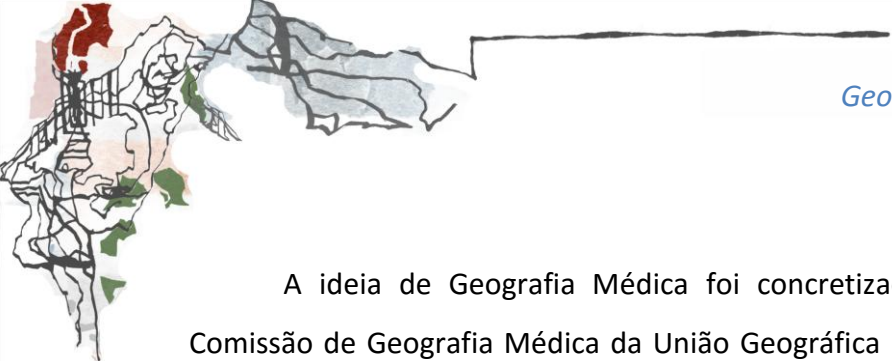 Geo
A ideia de Geografia Médica foi concretiza
Comissão de Geografia Médica da União Geográfica